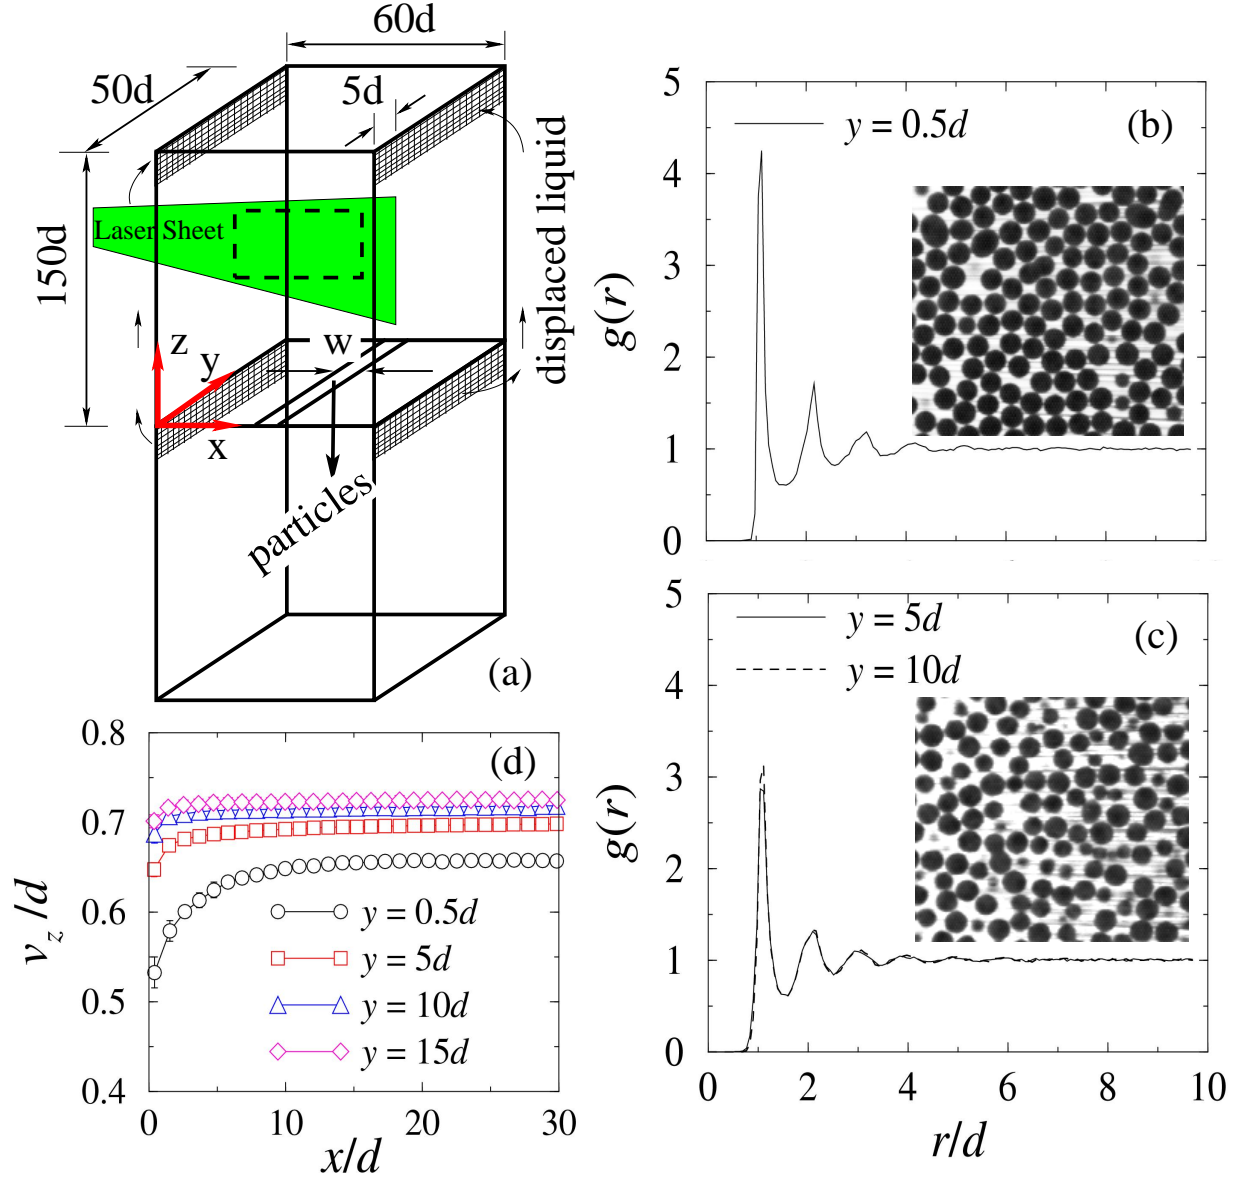 60d
50d
5d
displaced liquid
Laser Sheet
150d
z
y
w
x
particles
(a)
5
y = 0.5d
(b)
4
3
g(r)
2
1
0
5
y = 5d
(c)
y = 10d
4
3
g(r)
2
1
0
0 2 4 6 8 10
r/d
0.8
(d)
0.7
v_z/d
0.6
y = 0.5d
y = 5d
0.5
y = 10d
y = 15d
0.4
0 10 20 30
x/d